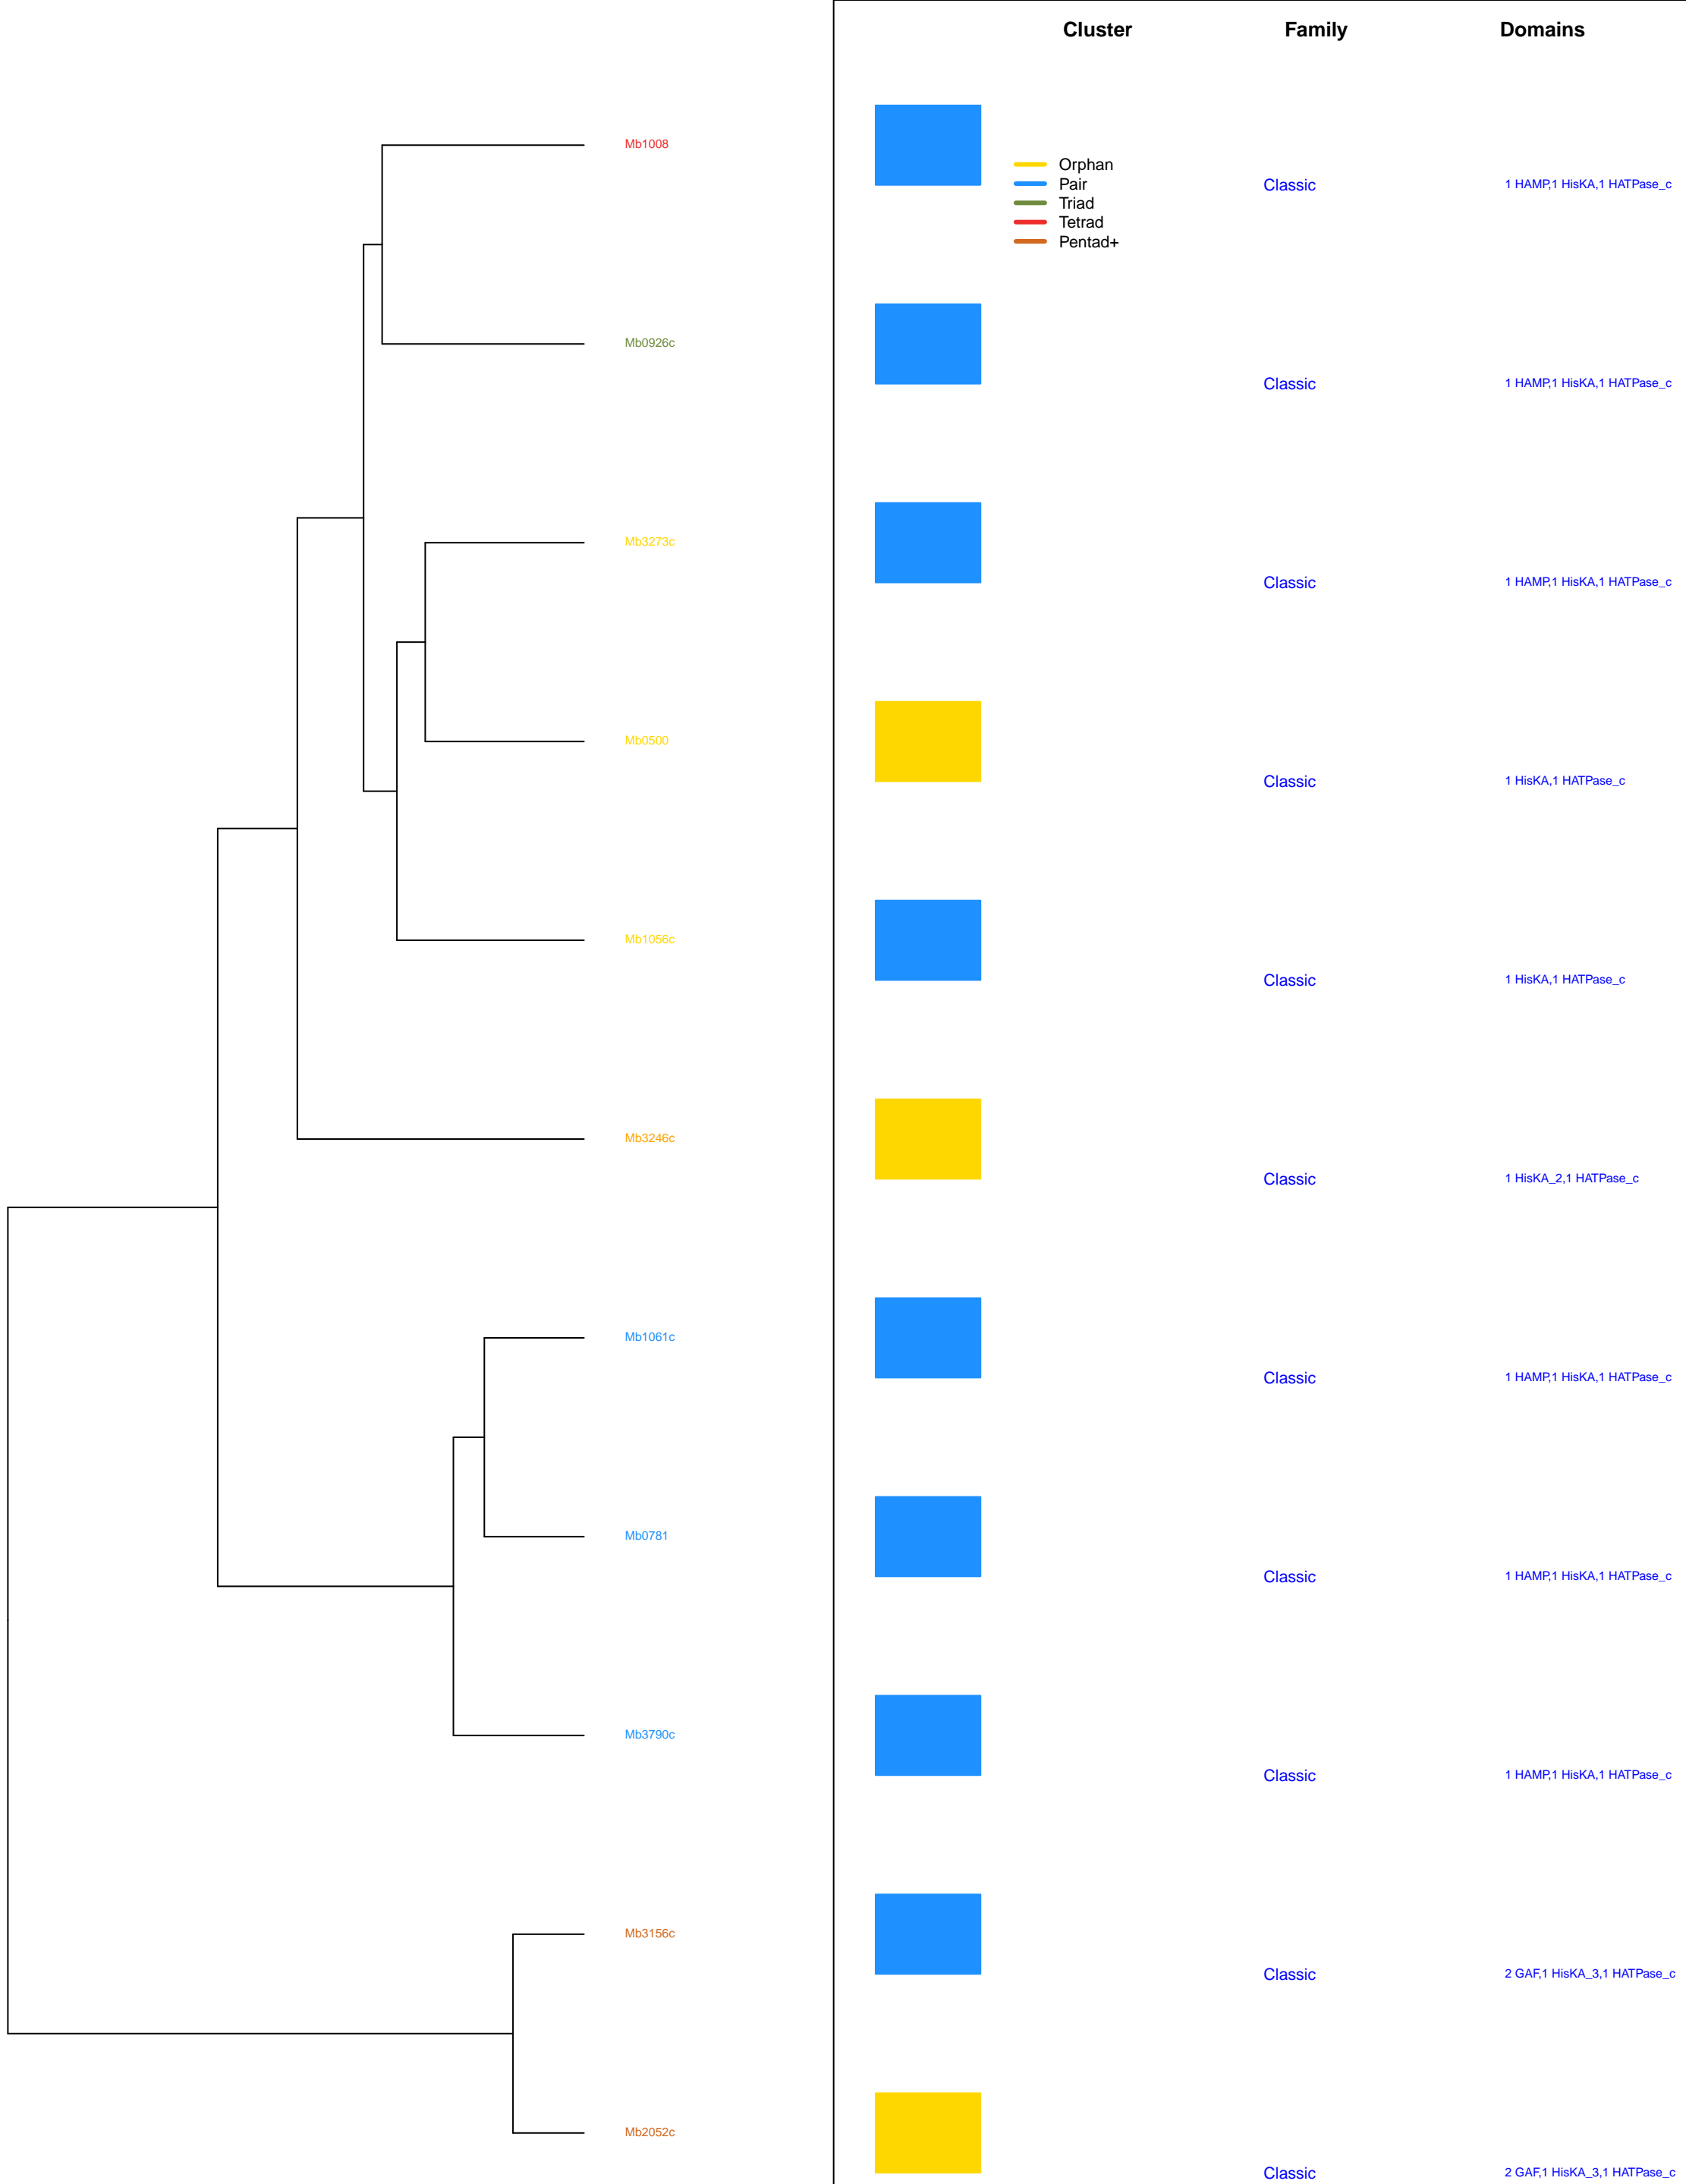 Cluster Family Domains
Mb1008
Orphan
Pair
Triad
Tetrad
Pentad+
Classic 1 HAMP,1 HisKA,1 HATPase_c
Mb0926c
Classic 1 HAMP,1 HisKA,1 HATPase_c
Mb3273c
Classic 1 HAMP,1 HisKA,1 HATPase_c
Mb0500
Classic 1 HisKA,1 HATPase_c
Mb1056c
Classic 1 HisKA,1 HATPase_c
Mb3246c
Classic 1 HisKA_2,1 HATPase_c
Mb1061c
Classic 1 HAMP,1 HisKA,1 HATPase_c
Mb0781
Classic 1 HAMP,1 HisKA,1 HATPase_c
Mb3790c
Classic 1 HAMP,1 HisKA,1 HATPase_c
Mb3156c
Classic 2 GAF,1 HisKA_3,1 HATPase_c
Mb2052c
Classic 2 GAF,1 HisKA_3,1 HATPase_c